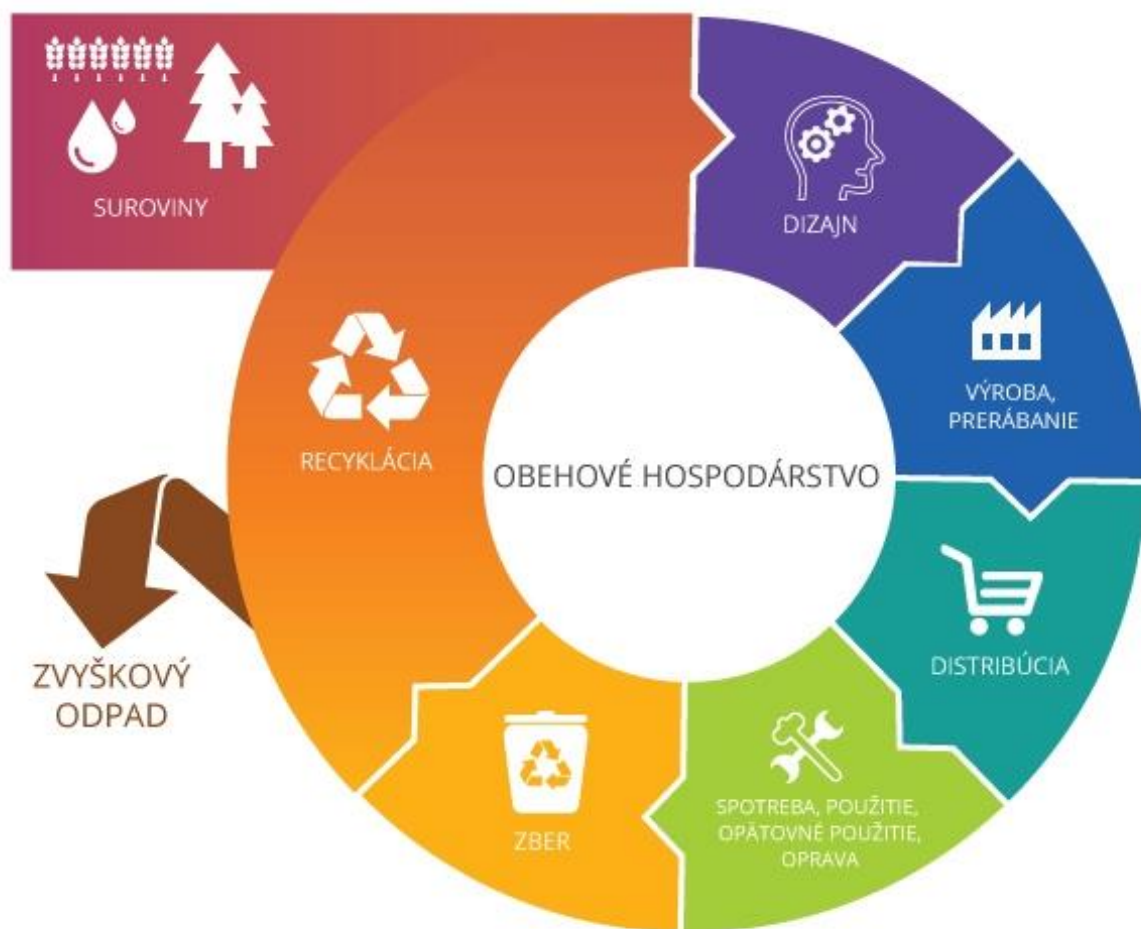 SUROVINY
DIZAJN
VÝROBA,
PRERÁBANIE
DISTRIBÚCIA
SPOTREBA, POUŽITIE,
OPÄTOVNÉ POUŽITIE,
OPRAVA
ZBER
RECYKLÁCIA
ZVYŠKOVÝ
ODPAD
OBEHOVÉ HOSPODÁRSTVO